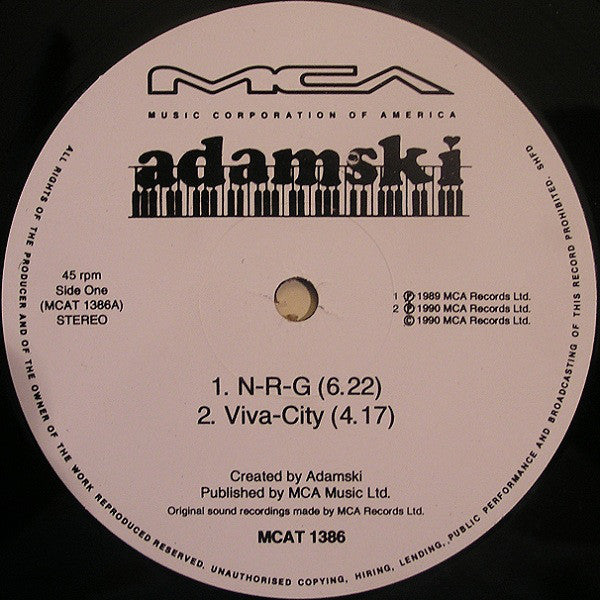 MCA
MUSIC CORPORATION OF AMERICA
adamski
45 rpm
Side One
(MCAT 1386A)
STEREO
1 ℗ 1989 MCA Records Ltd.
2 ℗ 1990 MCA Records Ltd.
© 1990 MCA Records Ltd.
1. N-R-G (6.22)
2. Viva-City (4.17)
Created by Adamski
Published by MCA Music Ltd.
Original sound recordings made by MCA Records Ltd.
MCAT 1386
ALL RIGHTS OF THE PRODUCER AND OF THE OWNER OF THE WORK REPRODUCED RESERVED. UNAUTHORISED COPYING, HIRING, LENDING, PUBLIC PERFORMANCE AND BROADCASTING OF THIS RECORD PROHIBITED. SHFD